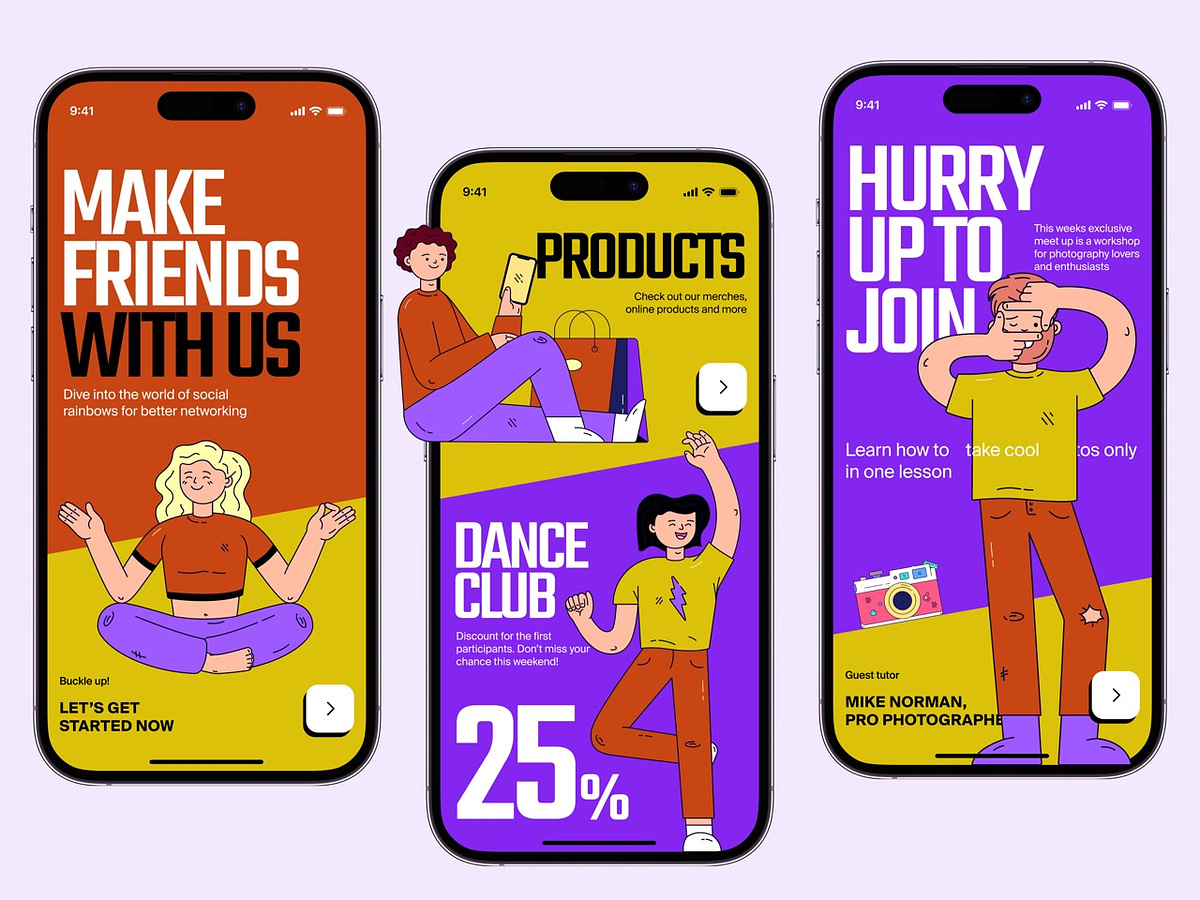 9:41
MAKE
FRIENDS
WITH US
Dive into the world of social
rainbows for better networking
Buckle up!
LET'S GET
STARTED NOW
9:41
PRODUCTS
Check out our merches,
online products and more
DANCE
CLUB
Discount for the first
participants. Don't miss your
chance this weekend!
25%
9:41
HURRY
UP TO
JOIN
This weeks exclusive
meet up is a workshop
for photography lovers
and enthusiasts
Learn how to take cool tos only
in one lesson
Guest tutor
MIKE NORMAN,
PRO PHOTOGRAPHE